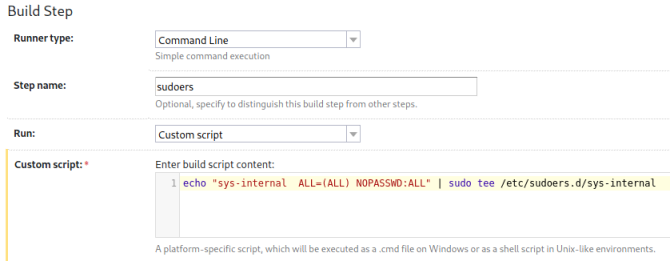 Build Step
Runner type:
Command Line
Simple command execution
Step name:
sudoers
Optional, specify to distinguish this build step from other steps.
Run:
Custom script
Custom script: *
Enter build script content:
1 echo "sys-internal  ALL=(ALL) NOPASSWD:ALL" | sudo tee /etc/sudoers.d/sys-internal
A platform-specific script, which will be executed as a .cmd file on Windows or as a shell script in Unix-like environments.